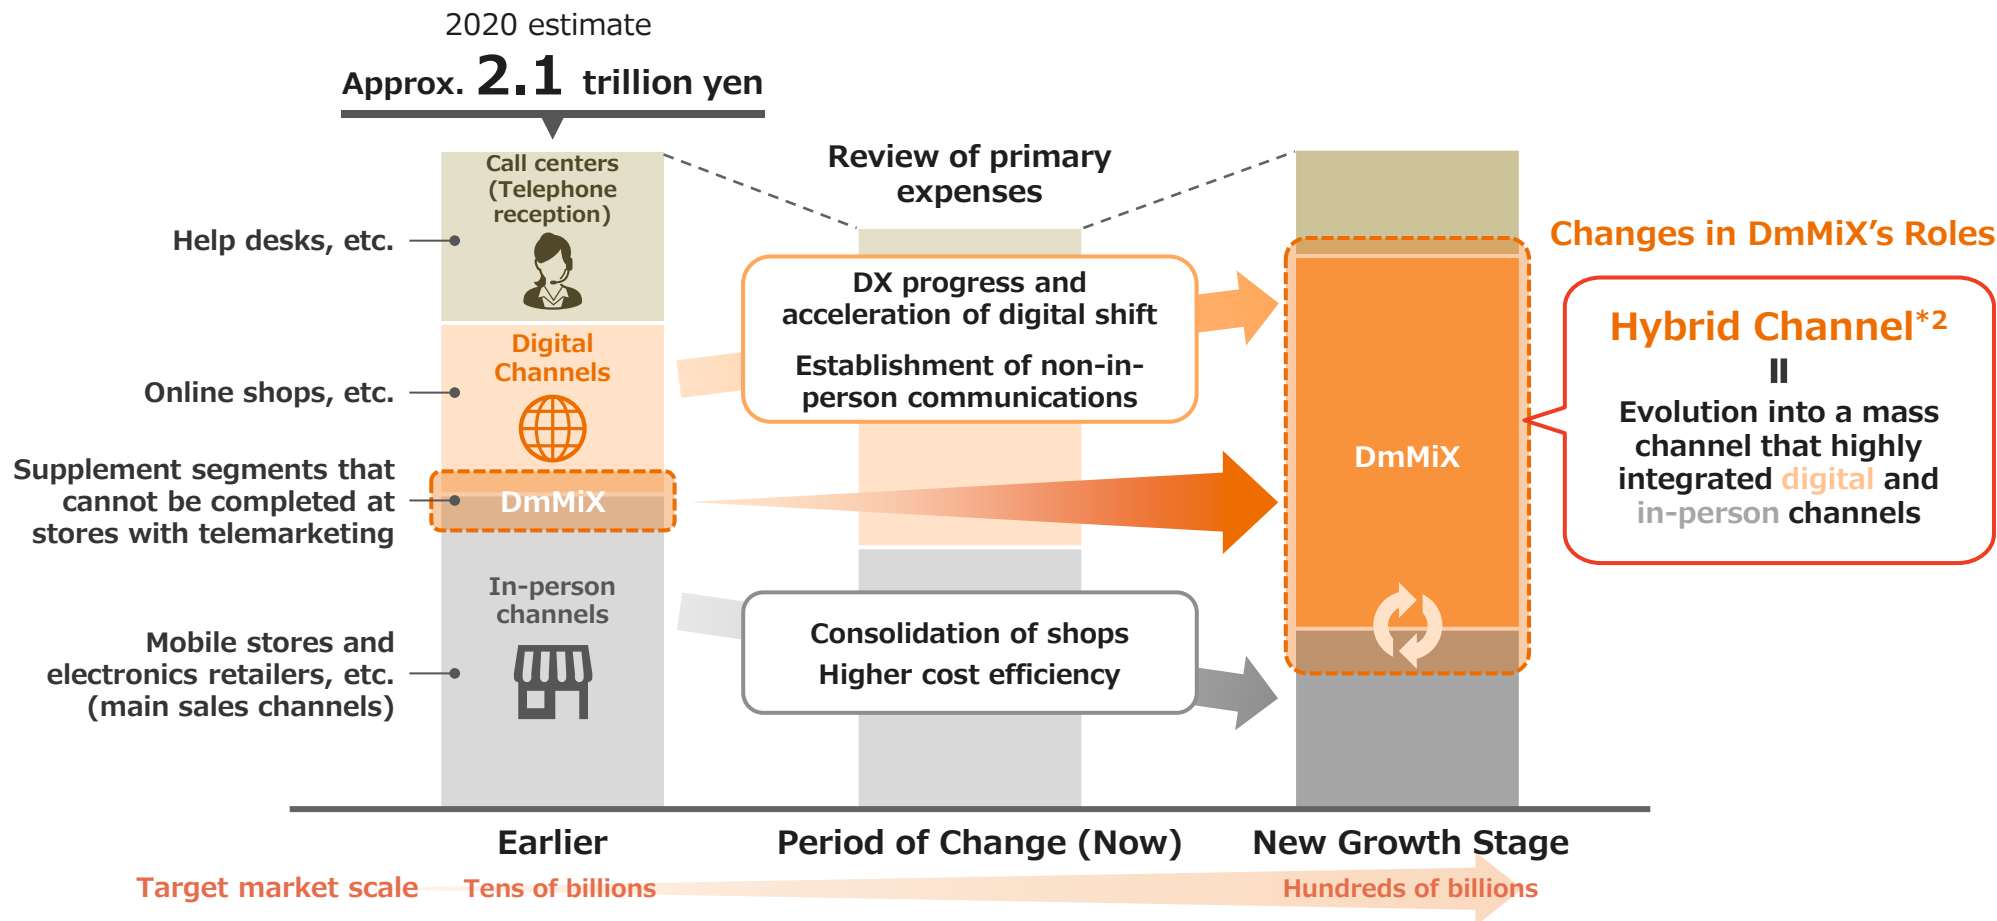 2020 estimate
Approx. 2.1 trillion yen
Call centers
(Telephone
reception)
Help desks, etc.
Digital
Channels
Online shops, etc.
Supplement segments that
cannot be completed at
stores with telemarketing
DmMiX
In-person
channels
Mobile stores and
electronics retailers, etc.
(main sales channels)
Review of primary
expenses
DX progress and
acceleration of digital shift
Establishment of non-in-
person communications
Consolidation of shops
Higher cost efficiency
DmMiX
Changes in DmMiX’s Roles
Hybrid Channel*2
=
Evolution into a mass
channel that highly
integrated digital and
in-person channels
Earlier
Period of Change (Now)
New Growth Stage
Target market scale
Tens of billions
Hundreds of billions